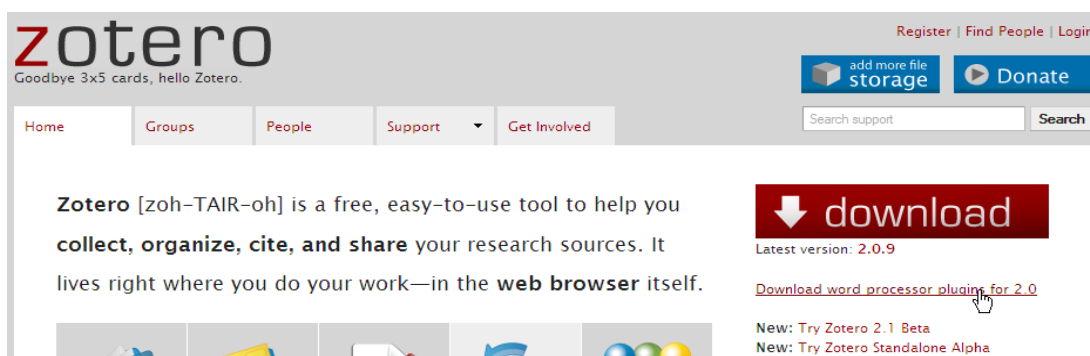 zotero
Goodbye 3x5 cards, hello Zotero.
Register | Find People | Login
add more file
storage
Donate
Home
Groups
People
Support
Get Involved
Search support
Search
Zotero [zoh-TAIR-oh] is a free, easy-to-use tool to help you
collect, organize, cite, and share your research sources. It
lives right where you do your work—in the web browser itself.
download
Latest version: 2.0.9
Download word processor plugins for 2.0
New: Try Zotero 2.1 Beta
New: Try Zotero Standalone Alpha